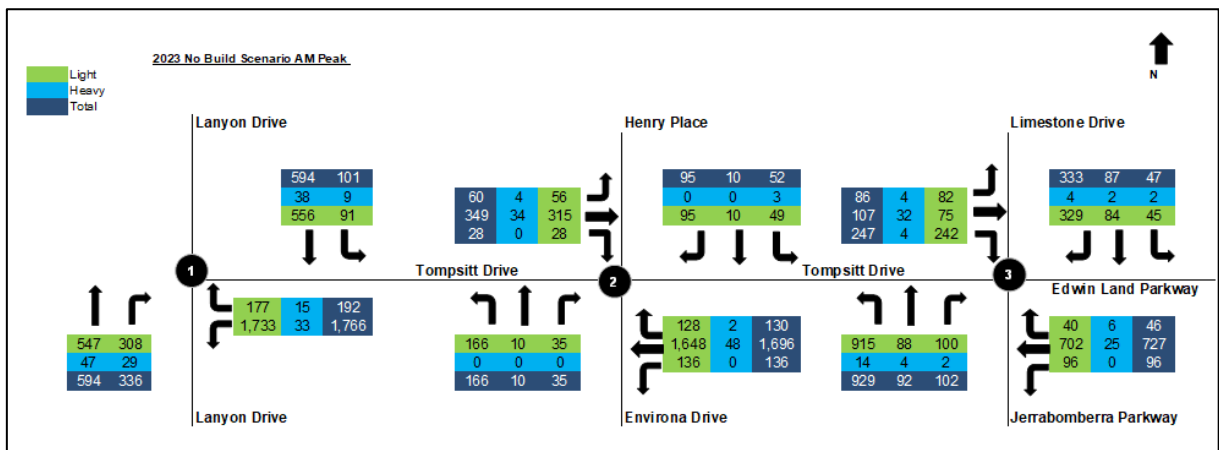 2023 No Build Scenario AM Peak
N
Light
Heavy
Total
Lanyon Drive
Henry Place
Limestone Drive
594 101
38 9
556 91
60 4 56
349 34 315
28 0 28
95 10 52
0 0 3
95 10 49
86 4 82
107 32 75
247 4 242
333 87 47
4 2 2
329 84 45
1
Tompsitt Drive
2
Tompsitt Drive
3
Edwin Land Parkway
547 308
47 29
594 336
177 15 192
1,733 33 1,766
166 10 35
0 0 0
166 10 35
128 2 130
1,648 48 1,696
136 0 136
915 88 100
14 4 2
929 92 102
40 6 46
702 25 727
96 0 96
Lanyon Drive
Environa Drive
Jerrabomberra Parkway